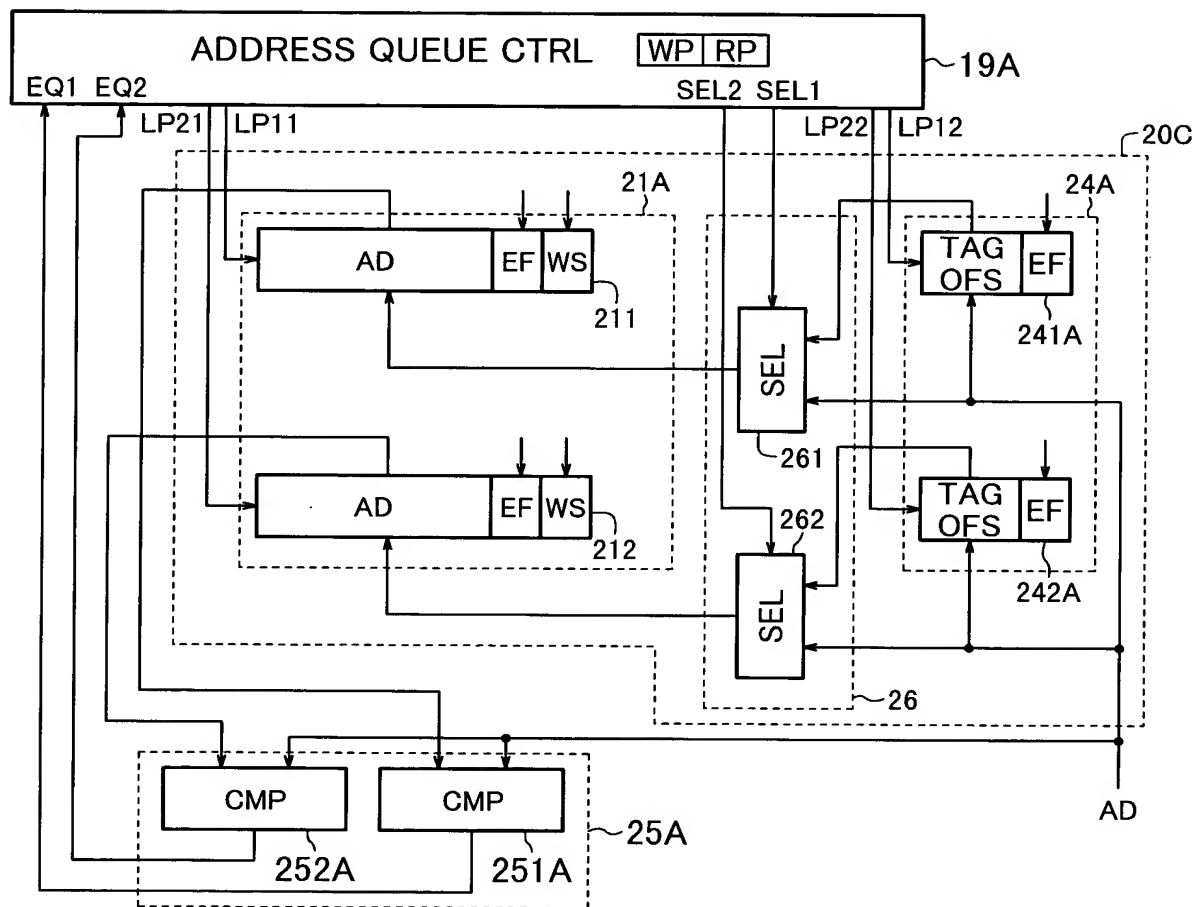 ADDRESS QUEUE CTRL WP RP
19A
EQ1 EQ2 SEL2 SEL1
LP21 LP11 LP22 LP12
20C
21A 24A
AD EF WS
TAG
OFS EF
211
241A
SEL
261
AD EF WS
TAG
OFS EF
212
262
242A
SEL
26
CMP CMP
AD
25A
252A 251A